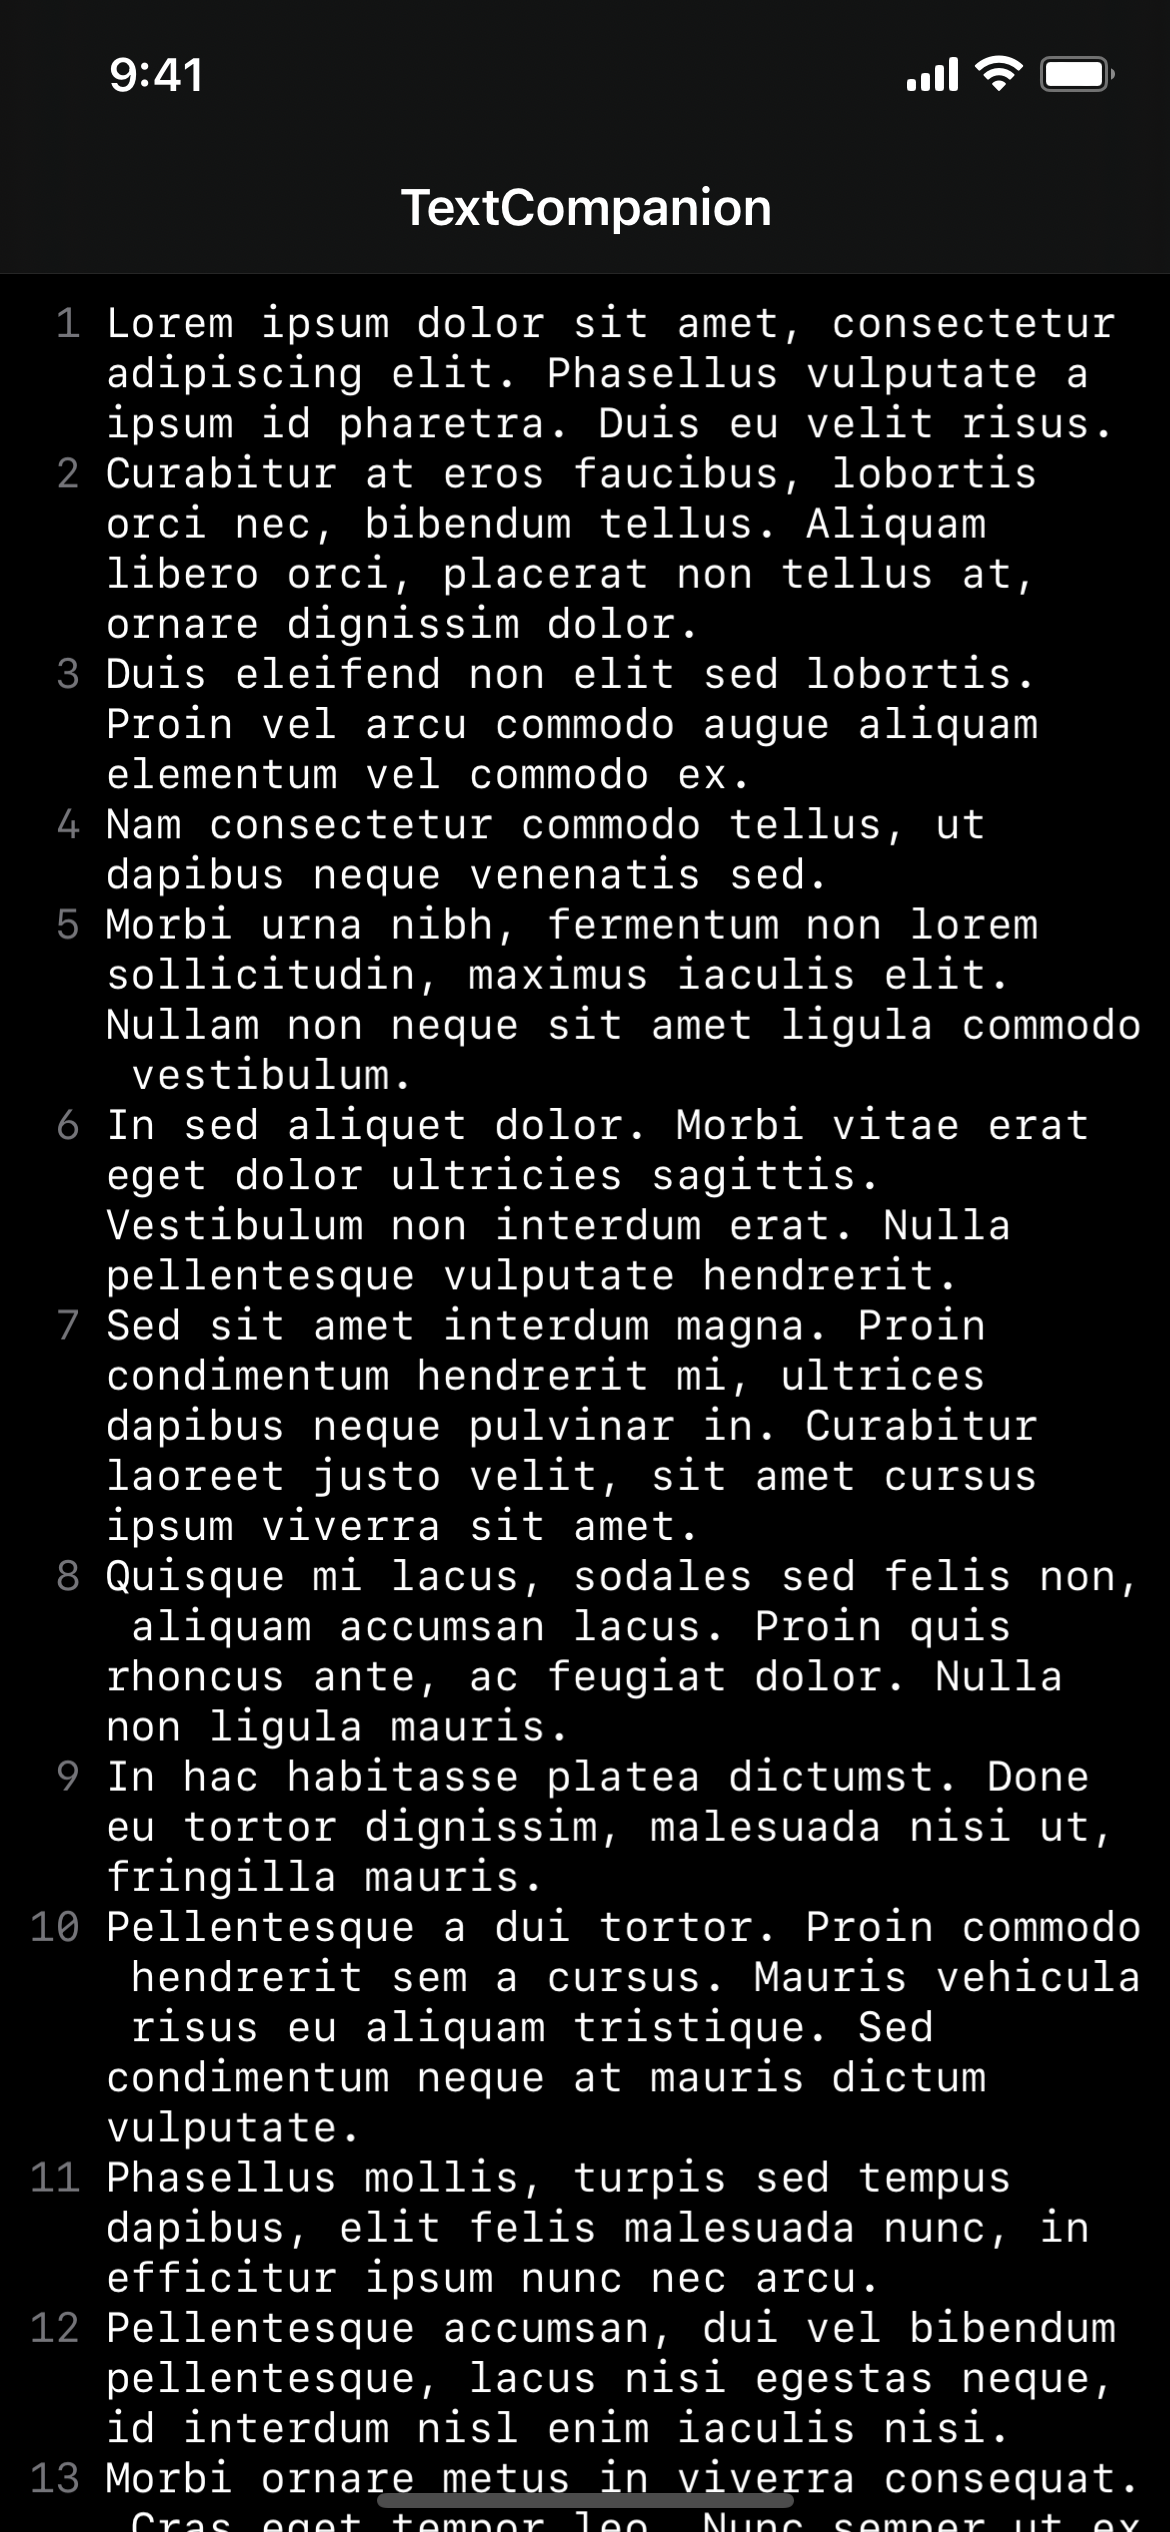 9:41
TextCompanion
1 Lorem ipsum dolor sit amet, consectetur
adipiscing elit. Phasellus vulputate a
ipsum id pharetra. Duis eu velit risus.
2 Curabitur at eros faucibus, lobortis
orci nec, bibendum tellus. Aliquam
libero orci, placerat non tellus at,
ornare dignissim dolor.
3 Duis eleifend non elit sed lobortis.
Proin vel arcu commodo augue aliquam
elementum vel commodo ex.
4 Nam consectetur commodo tellus, ut
dapibus neque venenatis sed.
5 Morbi urna nibh, fermentum non lorem
sollicitudin, maximus iaculis elit.
Nullam non neque sit amet ligula commodo
vestibulum.
6 In sed aliquet dolor. Morbi vitae erat
eget dolor ultricies sagittis.
Vestibulum non interdum erat. Nulla
pellentesque vulputate hendrerit.
7 Sed sit amet interdum magna. Proin
condimentum hendrerit mi, ultrices
dapibus neque pulvinar in. Curabitur
laoreet justo velit, sit amet cursus
ipsum viverra sit amet.
8 Quisque mi lacus, sodales sed felis non,
aliquam accumsan lacus. Proin quis
rhoncus ante, ac feugiat dolor. Nulla
non ligula mauris.
9 In hac habitasse platea dictumst. Done
eu tortor dignissim, malesuada nisi ut,
fringilla mauris.
10 Pellentesque a dui tortor. Proin commodo
hendrerit sem a cursus. Mauris vehicula
risus eu aliquam tristique. Sed
condimentum neque at mauris dictum
vulputate.
11 Phasellus mollis, turpis sed tempus
dapibus, elit felis malesuada nunc, in
efficitur ipsum nunc nec arcu.
12 Pellentesque accumsan, dui vel bibendum
pellentesque, lacus nisi egestas neque,
id interdum nisl enim iaculis nisi.
13 Morbi ornare metus in viverra consequat.
Cras eget tempor leo. Nunc semper ut ex